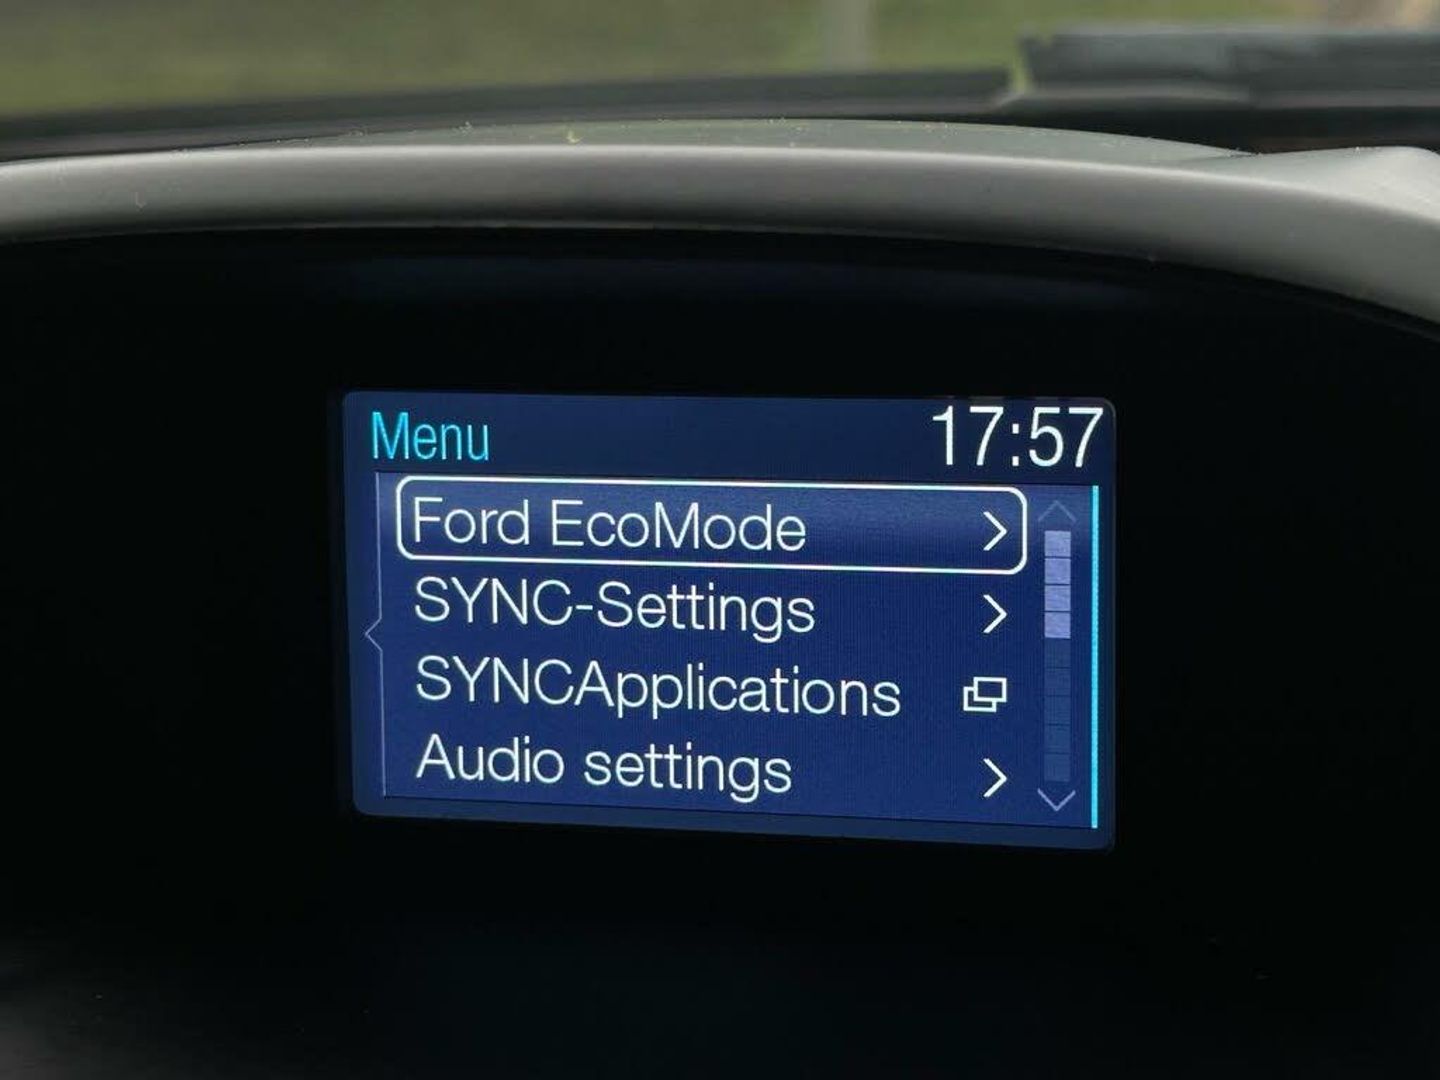 Menu 17:57
Ford EcoMode
SYNC-Settings
SYNCApplications
Audio settings